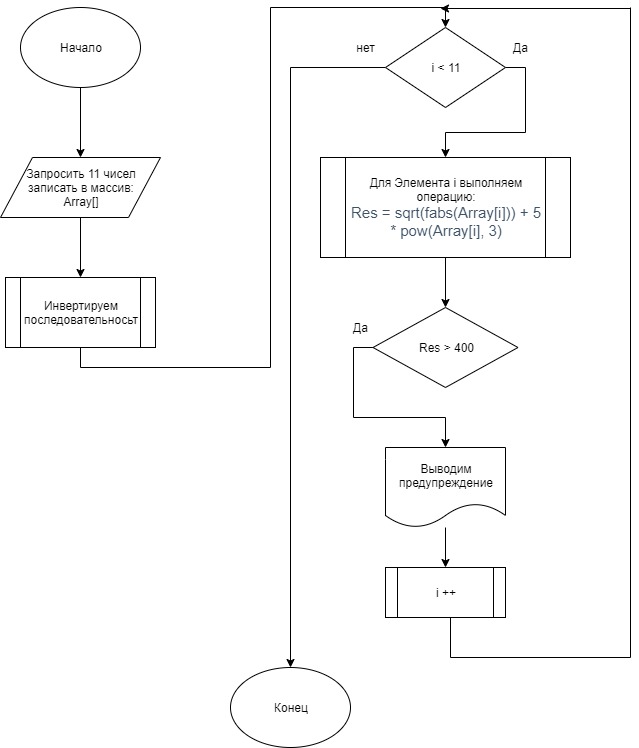 Начало
Запросить 11 чисел
записать в массив:
Array[]
Инвертируем
последовательносьт
нет
Да
i < 11
Для Элемента i выполняем
операцию:
Res = sqrt(fabs(Array[i])) + 5
* pow(Array[i], 3)
Да
Res > 400
Выводим
предупреждение
i ++
Конец